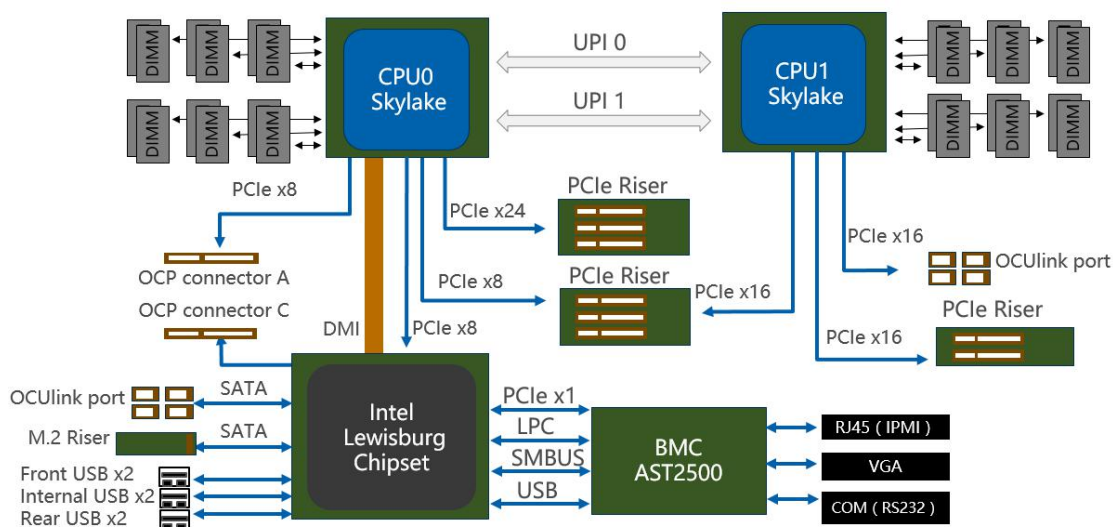 DIMM
DIMM
DIMM
DIMM
DIMM
DIMM
CPU0
Skylake
UPI 0
UPI 1
CPU1
Skylake
DIMM
DIMM
DIMM
DIMM
DIMM
DIMM
PCIe x8
OCP connector A
OCP connector C
DMI
PCIe x8
PCIe x24
PCIe Riser
PCIe x8
PCIe Riser
PCIe x16
PCIe x16
OCUlink port
PCIe x16
PCIe Riser
OCUlink port
SATA
M.2 Riser
SATA
Front USB x2
Internal USB x2
Rear USB x2
Intel
Lewisburg
Chipset
PCIe x1
LPC
SMBUS
USB
BMC
AST2500
RJ45 ( IPMI )
VGA
COM ( RS232 )